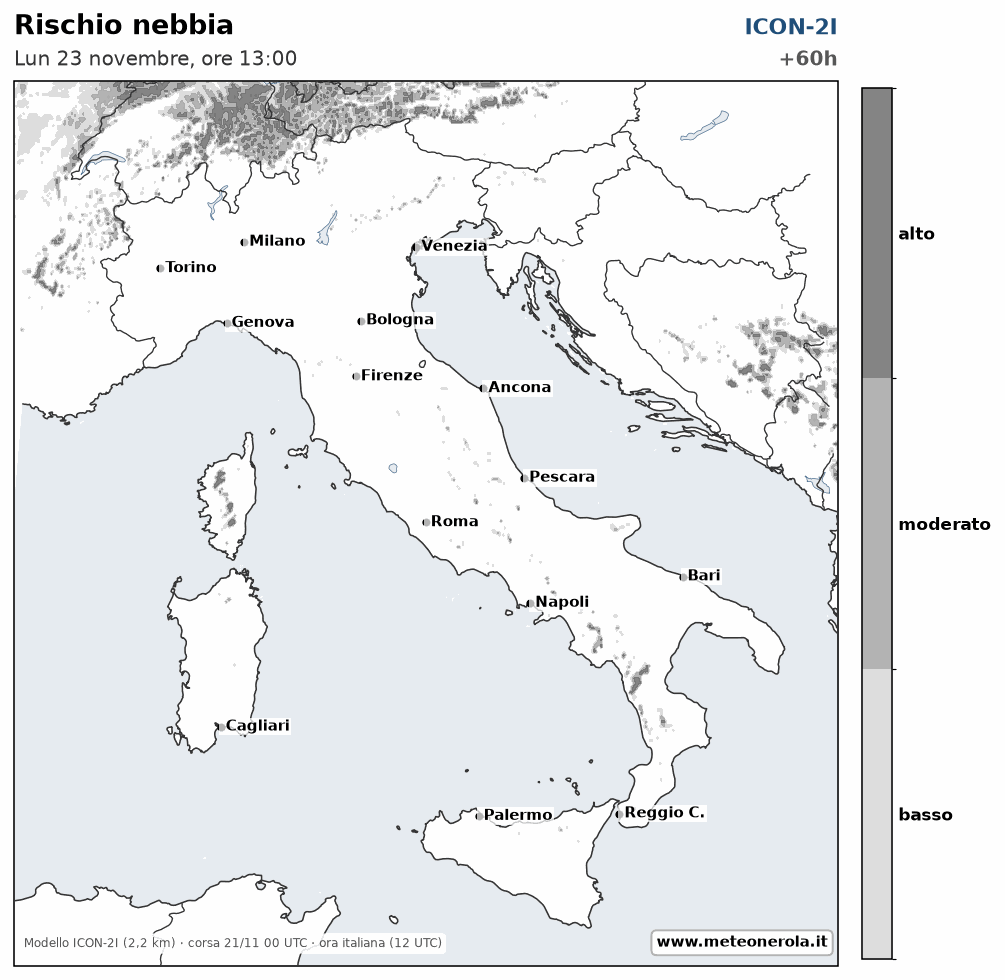 Rischio nebbia
ICON-2I
Lun 23 novembre, ore 13:00
+60h
Milano
Venezia
Torino
Genova
Bologna
Firenze
Ancona
Pescara
Roma
Bari
Napoli
Cagliari
Palermo
Reggio C.
alto
moderato
basso
Modello ICON-2I (2,2 km) · corsa 21/11 00 UTC · ora italiana (12 UTC)
www.meteonerola.it